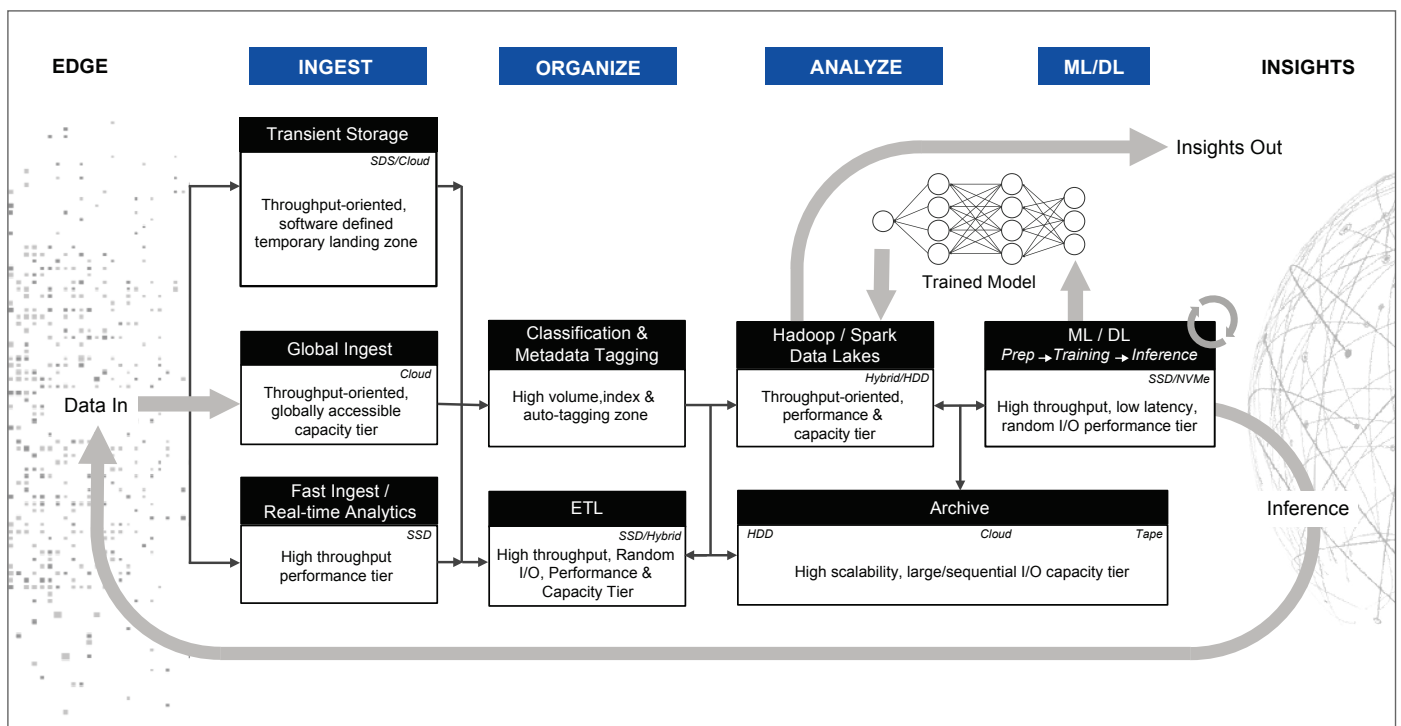 EDGE
INGEST
ORGANIZE
ANALYZE
ML/DL
INSIGHTS
Transient Storage
SDS/Cloud
Throughput-oriented,
software defined
temporary landing zone
Insights Out
Trained Model
Data In
Global Ingest
Cloud
Throughput-oriented,
globally accessible
capacity tier
Classification &
Metadata Tagging
High volume,index &
auto-tagging zone
Hadoop / Spark
Data Lakes
Hybrid/HDD
Throughput-oriented,
performance &
capacity tier
ML / DL
Prep → Training → Inference
SSD/NVMe
High throughput, low latency,
random I/O performance tier
Fast Ingest /
Real-time Analytics
SSD
High throughput
performance tier
ETL
SSD/Hybrid
High throughput, Random
I/O, Performance &
Capacity Tier
Archive
HDD
Cloud
Tape
High scalability, large/sequential I/O capacity tier
Inference